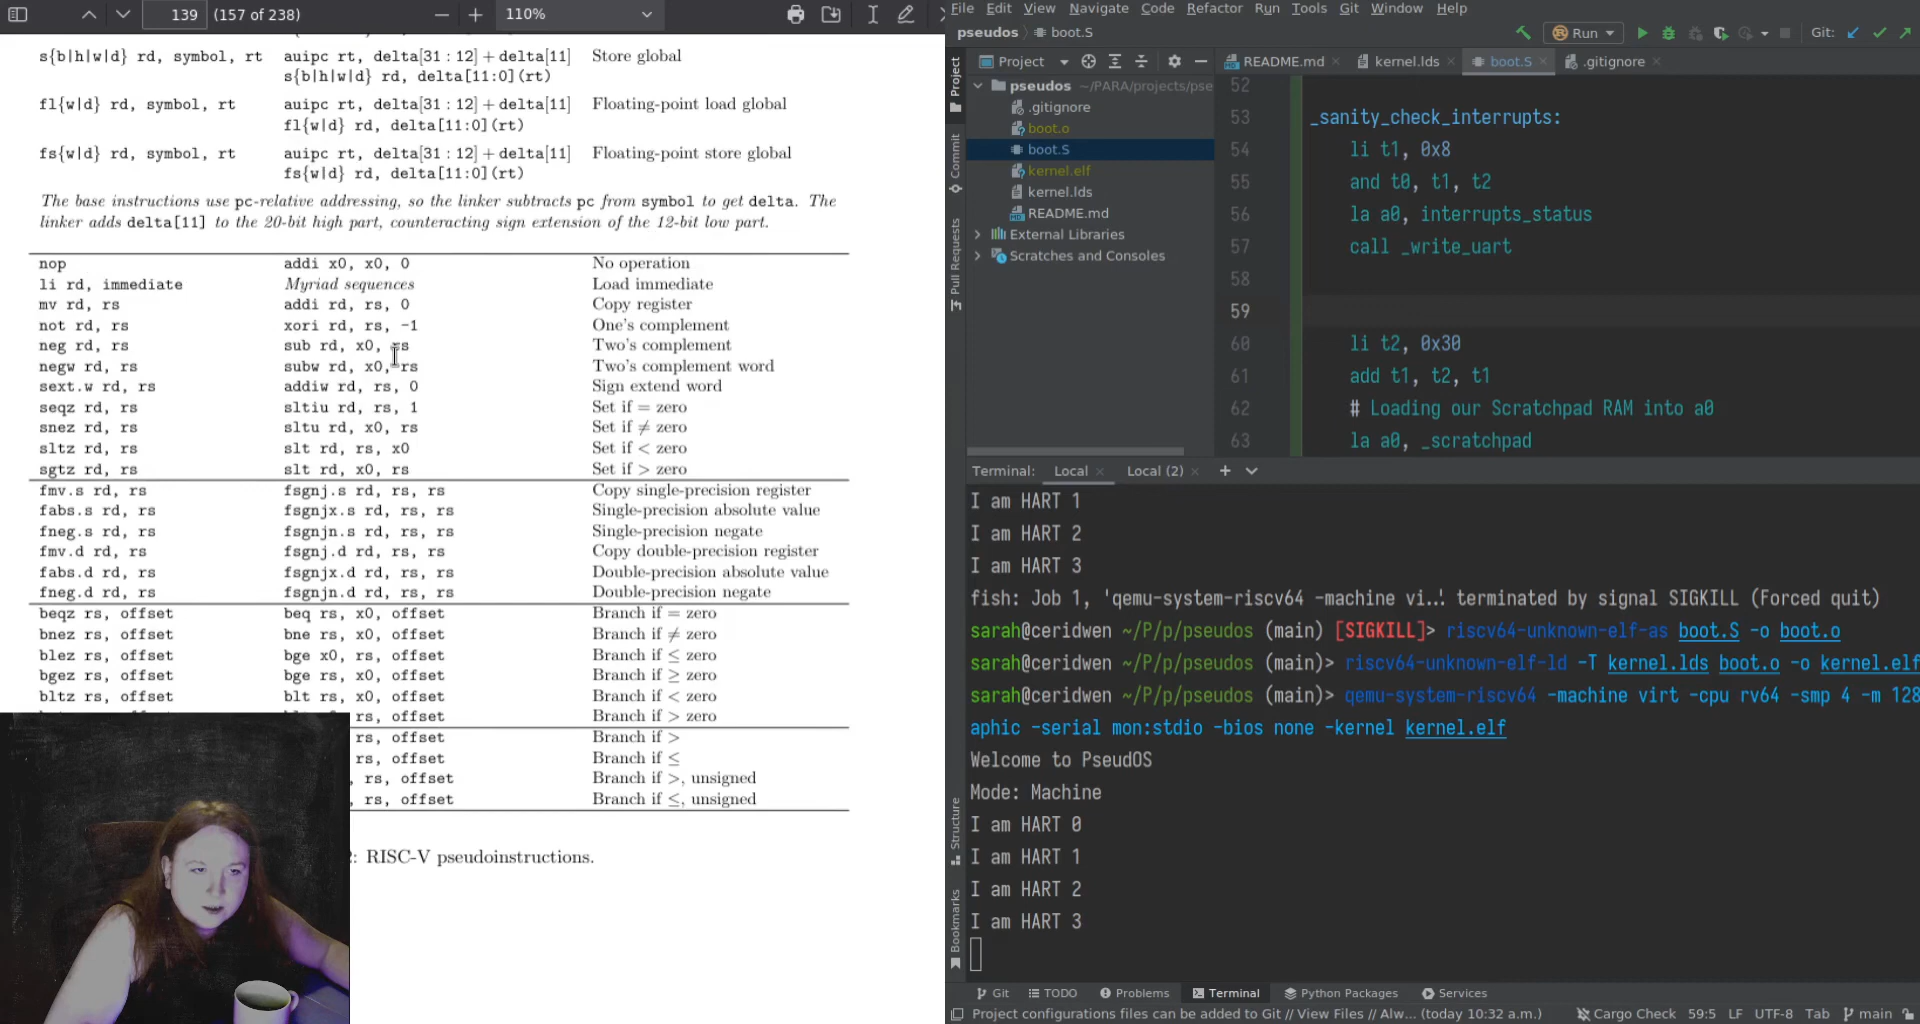 139 (157 of 238) 110%
s{b|h|w|d} rd, symbol, rt auipc rt, delta[31 : 12] + delta[11] Store global
s{b|h|w|d} rd, delta[11:0](rt)
fl{w|d} rd, symbol, rt auipc rt, delta[31 : 12] + delta[11] Floating-point load global
fl{w|d} rd, delta[11:0](rt)
fs{w|d} rd, symbol, rt auipc rt, delta[31 : 12] + delta[11] Floating-point store global
fs{w|d} rd, delta[11:0](rt)
The base instructions use pc-relative addressing, so the linker subtracts pc from symbol to get delta. The
linker adds delta[11] to the 20-bit high part, counteracting sign extension of the 12-bit low part.
nop addi x0, x0, 0 No operation
li rd, immediate Myriad sequences Load immediate
mv rd, rs addi rd, rs, 0 Copy register
not rd, rs xori rd, rs, -1 One's complement
neg rd, rs sub rd, x0, rs Two's complement
negw rd, rs subw rd, x0, rs Two's complement word
sext.w rd, rs addiw rd, rs, 0 Sign extend word
seqz rd, rs sltiu rd, rs, 1 Set if = zero
snez rd, rs sltu rd, x0, rs Set if ≠ zero
sltz rd, rs slt rd, rs, x0 Set if < zero
sgtz rd, rs slt rd, x0, rs Set if > zero
fmv.s rd, rs fsgnj.s rd, rs, rs Copy single-precision register
fabs.s rd, rs fsgnjx.s rd, rs, rs Single-precision absolute value
fneg.s rd, rs fsgnjn.s rd, rs, rs Single-precision negate
fmv.d rd, rs fsgnj.d rd, rs, rs Copy double-precision register
fabs.d rd, rs fsgnjx.d rd, rs, rs Double-precision absolute value
fneg.d rd, rs fsgnjn.d rd, rs, rs Double-precision negate
beqz rs, offset beq rs, x0, offset Branch if = zero
bnez rs, offset bne rs, x0, offset Branch if ≠ zero
blez rs, offset bge x0, rs, offset Branch if ≤ zero
bgez rs, offset bge rs, x0, offset Branch if ≥ zero
bltz rs, offset blt rs, x0, offset Branch if < zero
rs, offset Branch if > zero
rs, offset Branch if >
rs, offset Branch if ≤
, rs, offset Branch if >, unsigned
, rs, offset Branch if ≤, unsigned
: RISC-V pseudoinstructions.
File Edit View Navigate Code Refactor Run Tools Git Window Help
pseudos boot.S Run Git:
Project README.md kernel.lds boot.S .gitignore
Project
Commit
Pull Requests
pseudos ~/PARA/projects/pse
.gitignore
boot.o
boot.S
kernel.elf
kernel.lds
README.md
External Libraries
Scratches and Consoles
52
53 _sanity_check_interrupts:
54 li t1, 0x8
55 and t0, t1, t2
56 la a0, interrupts_status
57 call _write_uart
58
59
60 li t2, 0x30
61 add t1, t2, t1
62 # Loading our Scratchpad RAM into a0
63 la a0, _scratchpad
Terminal: Local Local (2)
I am HART 1
I am HART 2
I am HART 3
fish: Job 1, 'qemu-system-riscv64 -machine vi…' terminated by signal SIGKILL (Forced quit)
sarah@ceridwen ~/P/p/pseudos (main) [SIGKILL]> riscv64-unknown-elf-as boot.S -o boot.o
sarah@ceridwen ~/P/p/pseudos (main)> riscv64-unknown-elf-ld -T kernel.lds boot.o -o kernel.elf
sarah@ceridwen ~/P/p/pseudos (main)> qemu-system-riscv64 -machine virt -cpu rv64 -smp 4 -m 128
aphic -serial mon:stdio -bios none -kernel kernel.elf
Welcome to PseudOS
Mode: Machine
I am HART 0
I am HART 1
I am HART 2
I am HART 3
Structure
Bookmarks
Git TODO Problems Terminal Python Packages Services
Project configurations files can be added to Git // View Files // Alw... (today 10:32 a.m.) Cargo Check 59:5 LF UTF-8 Tab main